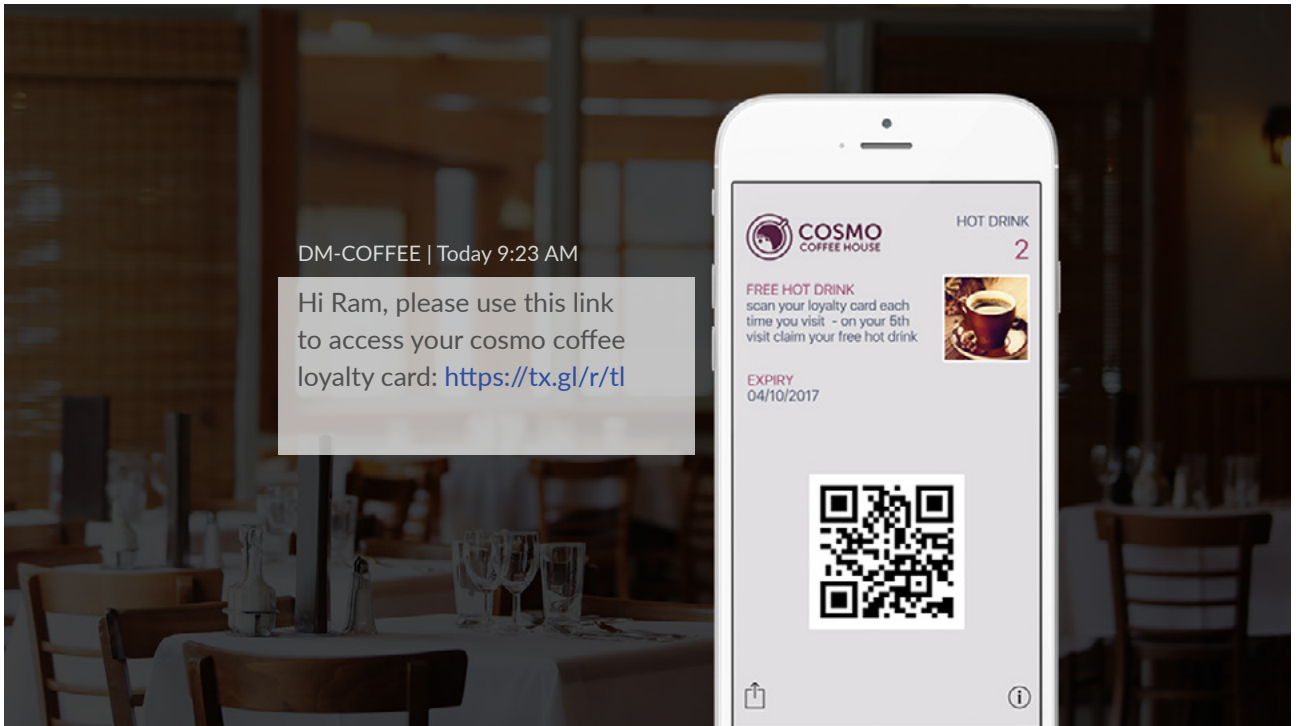 DM-COFFEE | Today 9:23 AM
Hi Ram, please use this link
to access your cosmo coffee
loyalty card: https://tx.gl/r/tl
COSMO
COFFEE HOUSE
HOT DRINK
2
FREE HOT DRINK
scan your loyalty card each
time you visit - on your 5th
visit claim your free hot drink
EXPIRY
04/10/2017